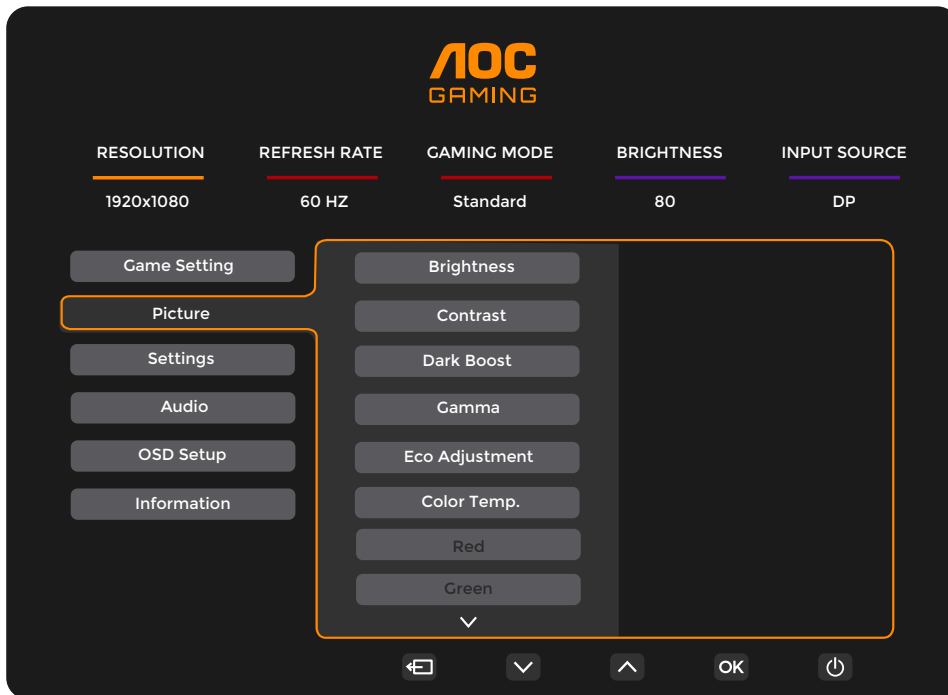 AOC
GAMING
RESOLUTION REFRESH RATE GAMING MODE BRIGHTNESS INPUT SOURCE
1920x1080 60 HZ Standard 80 DP
Game Setting Brightness
Picture Contrast
Settings Dark Boost
Audio Gamma
OSD Setup Eco Adjustment
Information Color Temp.
Red
Green
OK